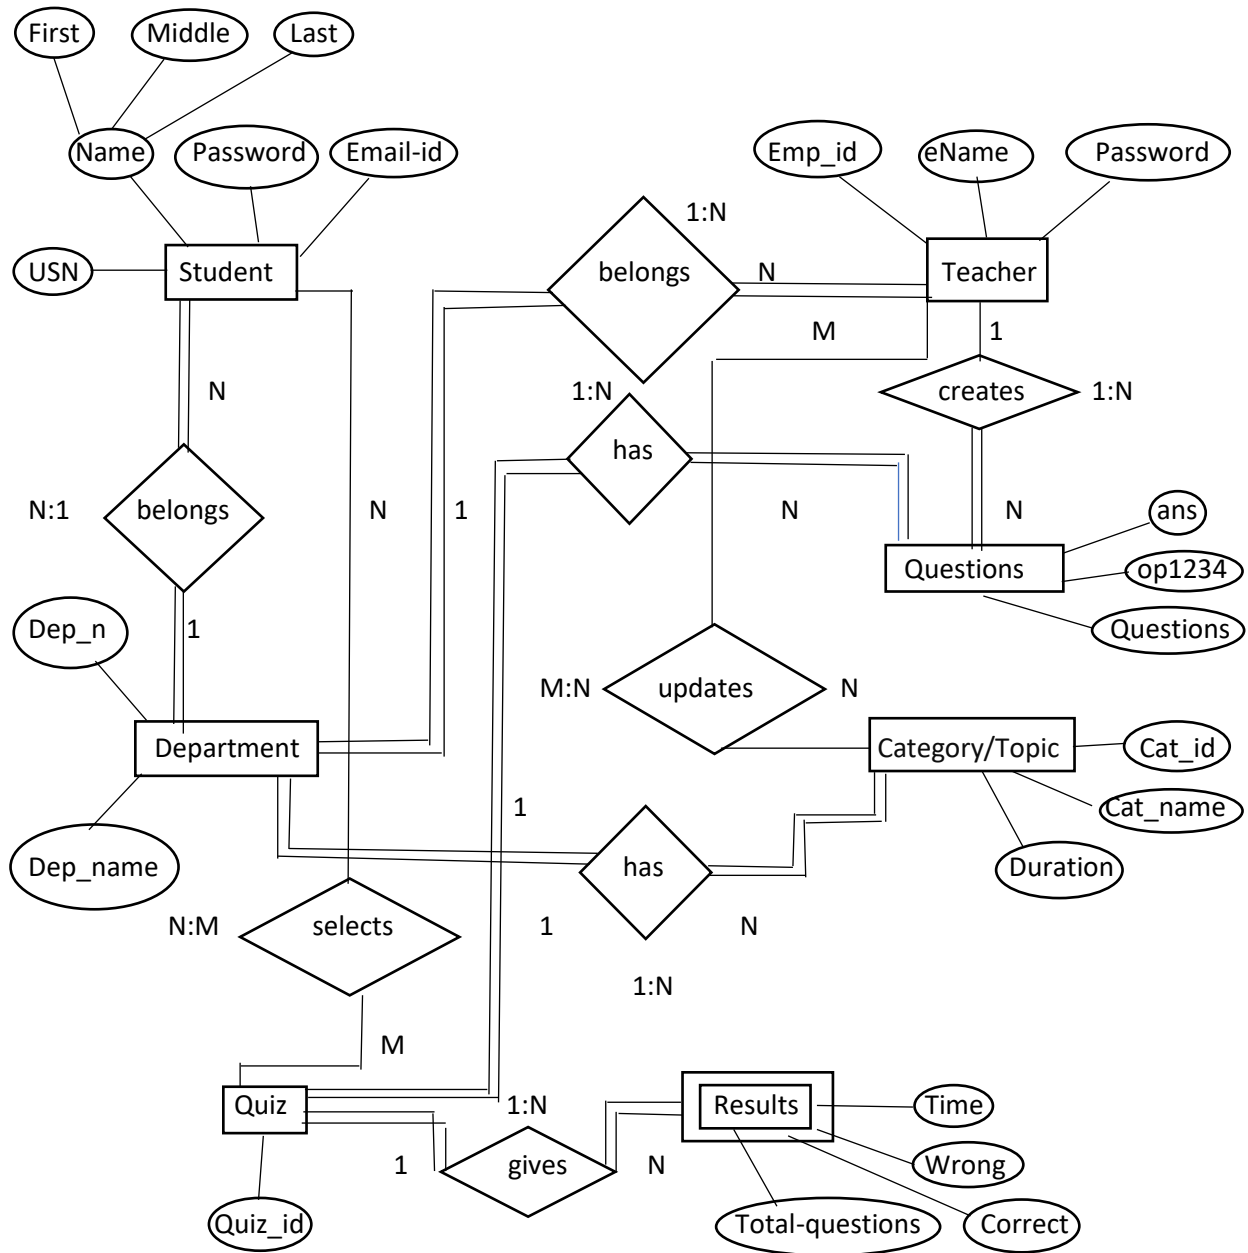 First
Middle
Last
Name
Password
Email-id
Emp_id
eName
Password
USN
Student
belongs
1:N
N
Teacher
M
1
N
1:N
creates
1:N
has
N:1
belongs
N
1
N
N
ans
Questions
op1234
Questions
Dep_n
1
M:N
updates
N
Department
Category/Topic
Cat_id
Cat_name
1
Dep_name
has
Duration
N:M
selects
1
N
1:N
M
Quiz
1:N
Results
Time
1
gives
N
Wrong
Quiz_id
Total-questions
Correct